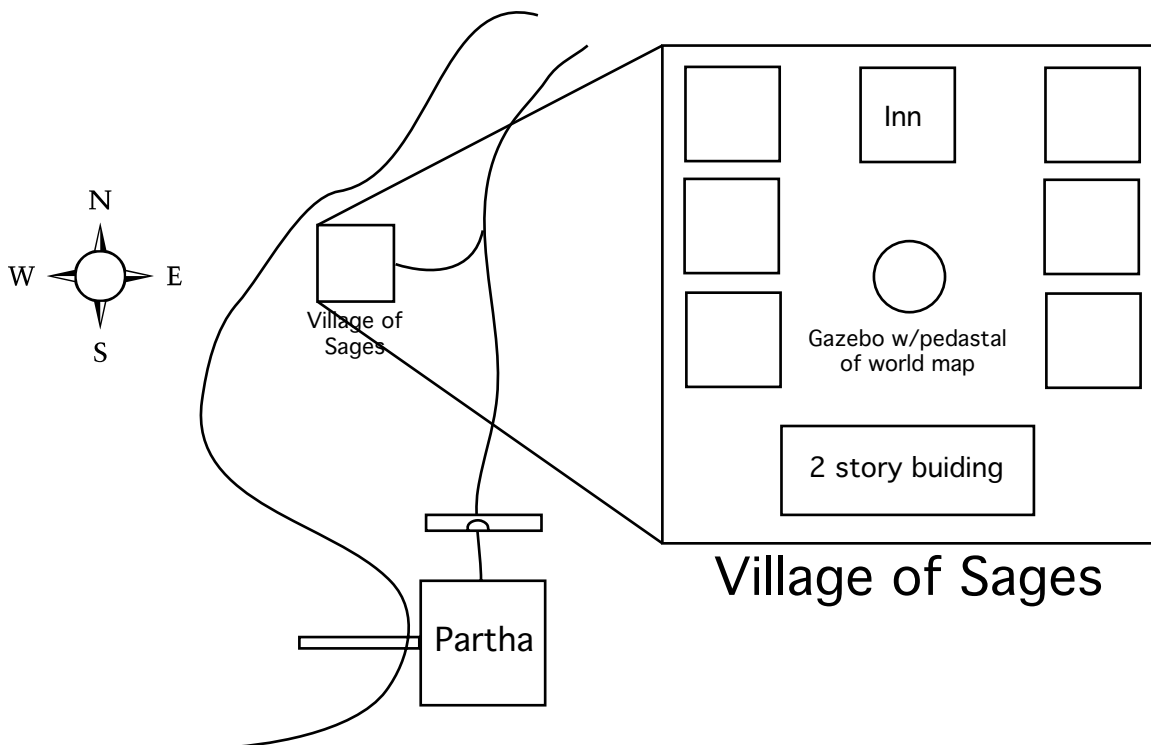 N
W
E
S
Village of
Sages
Partha
Inn
Gazebo w/pedastal
of world map
2 story buiding
Village of Sages